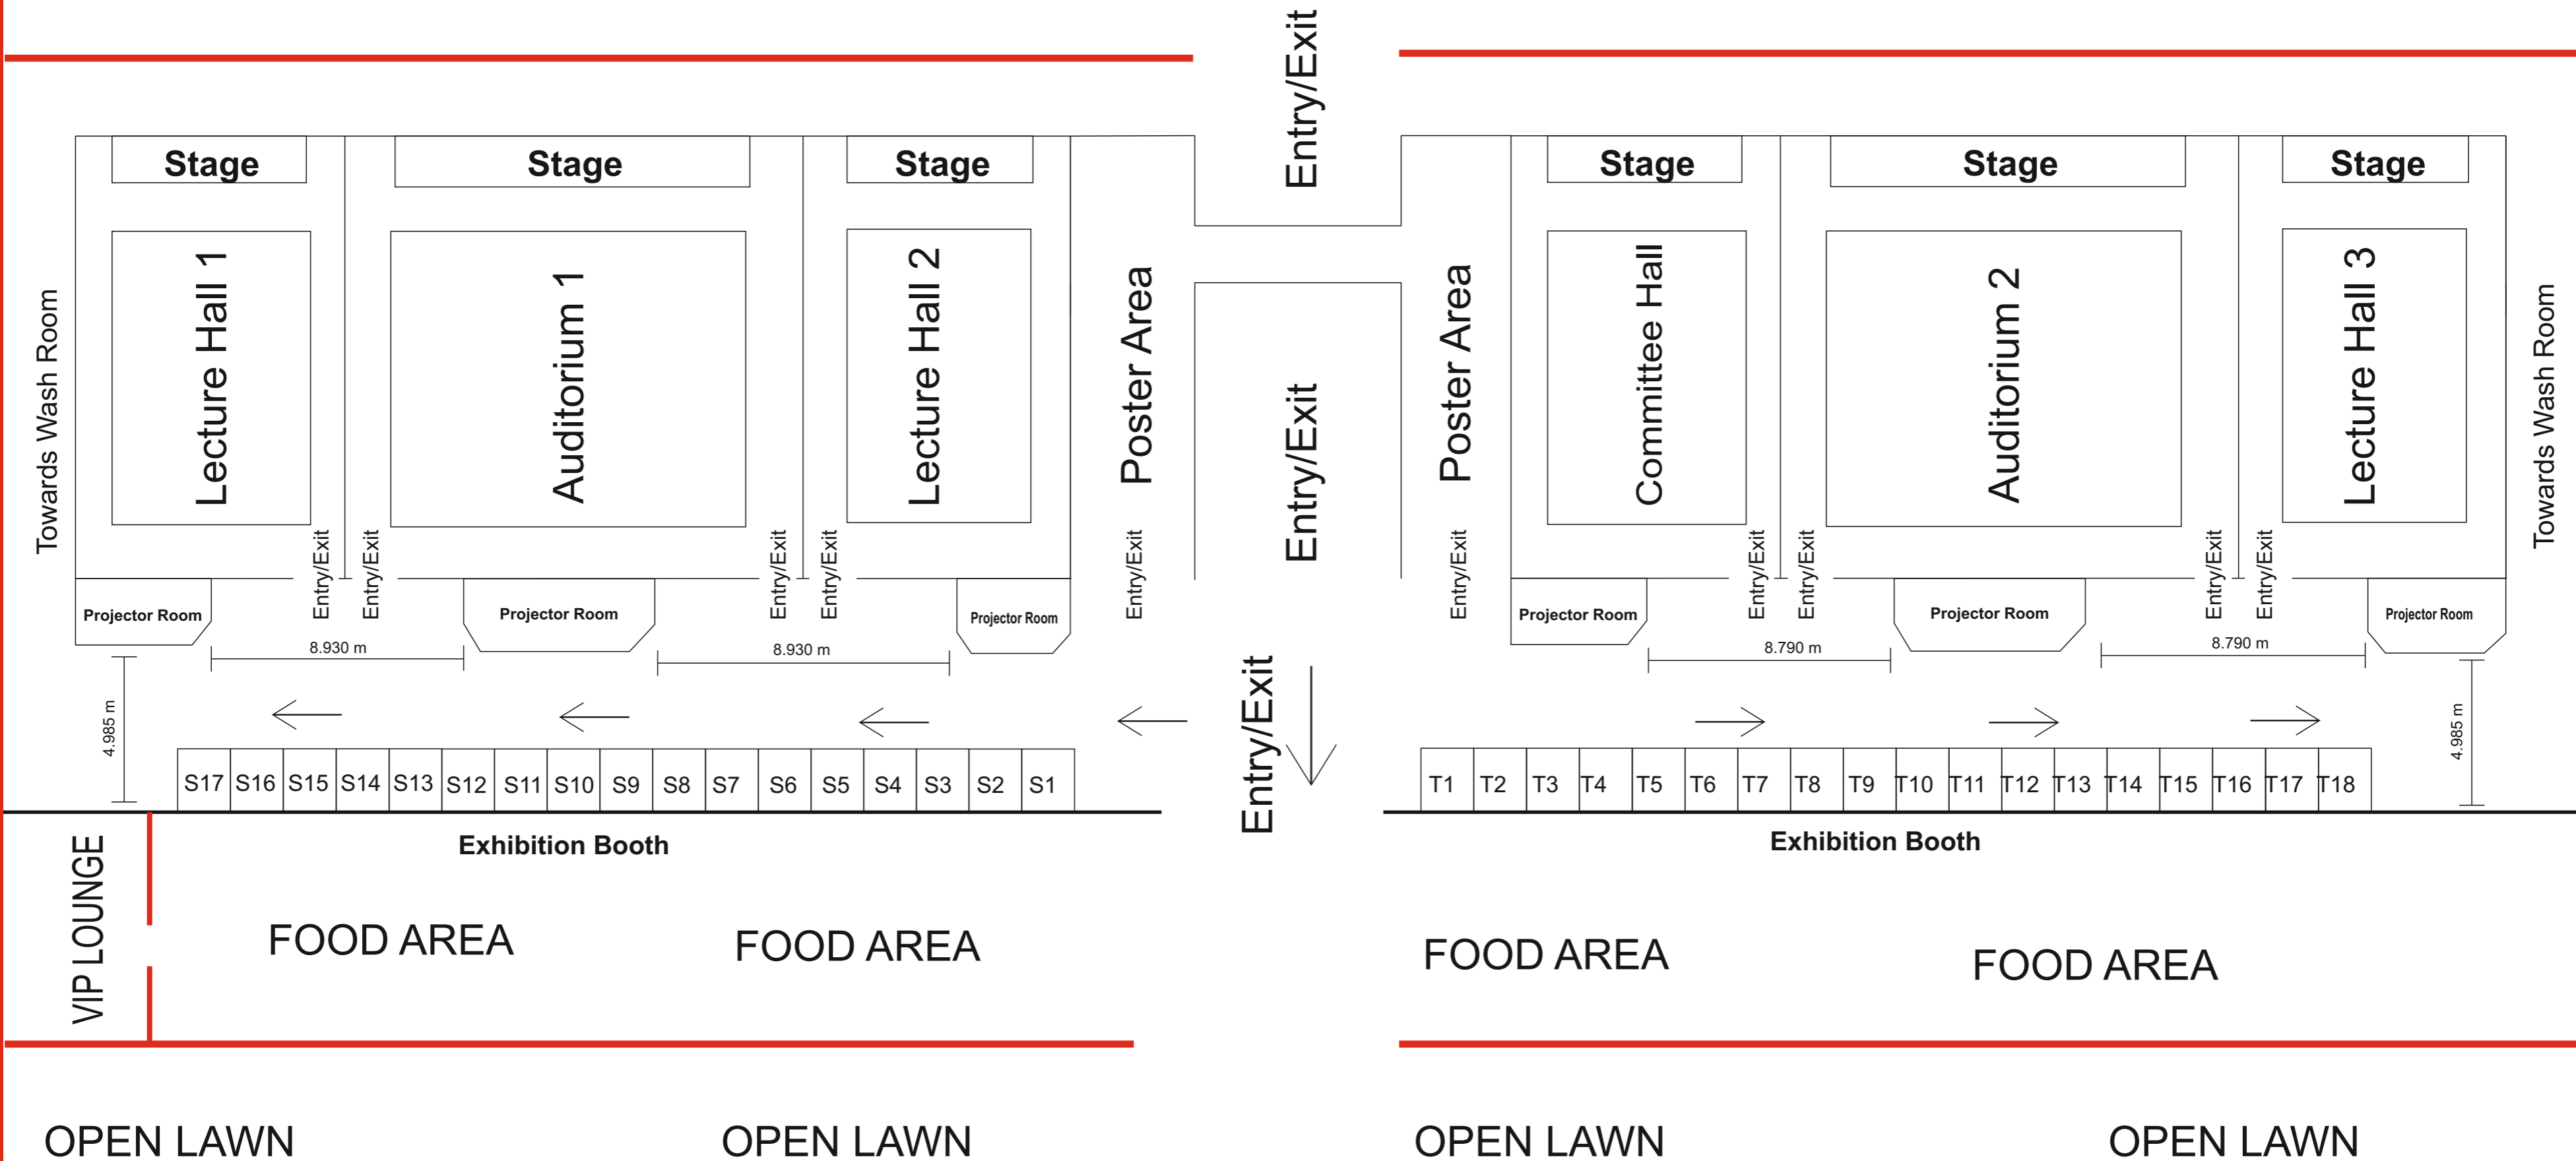 Entry/Exit
Stage
Stage
Stage
Stage
Stage
Stage
Towards Wash Room
Lecture Hall 1
Auditorium 1
Lecture Hall 2
Poster Area
Entry/Exit
Poster Area
Committee Hall
Auditorium 2
Lecture Hall 3
Towards Wash Room
Entry/Exit
Entry/Exit
Entry/Exit
Entry/Exit
Entry/Exit
Entry/Exit
Entry/Exit
Entry/Exit
Entry/Exit
Entry/Exit
Projector Room
Projector Room
Projector Room
Projector Room
Projector Room
Projector Room
8.930 m
8.930 m
8.790 m
8.790 m
4.985 m
Entry/Exit
4.985 m
S17 S16 S15 S14 S13 S12 S11 S10 S9 S8 S7 S6 S5 S4 S3 S2 S1
T1 T2 T3 T4 T5 T6 T7 T8 T9 T10 T11 T12 T13 T14 T15 T16 T17 T18
Exhibition Booth
Exhibition Booth
VIP LOUNGE
FOOD AREA
FOOD AREA
FOOD AREA
FOOD AREA
OPEN LAWN
OPEN LAWN
OPEN LAWN
OPEN LAWN